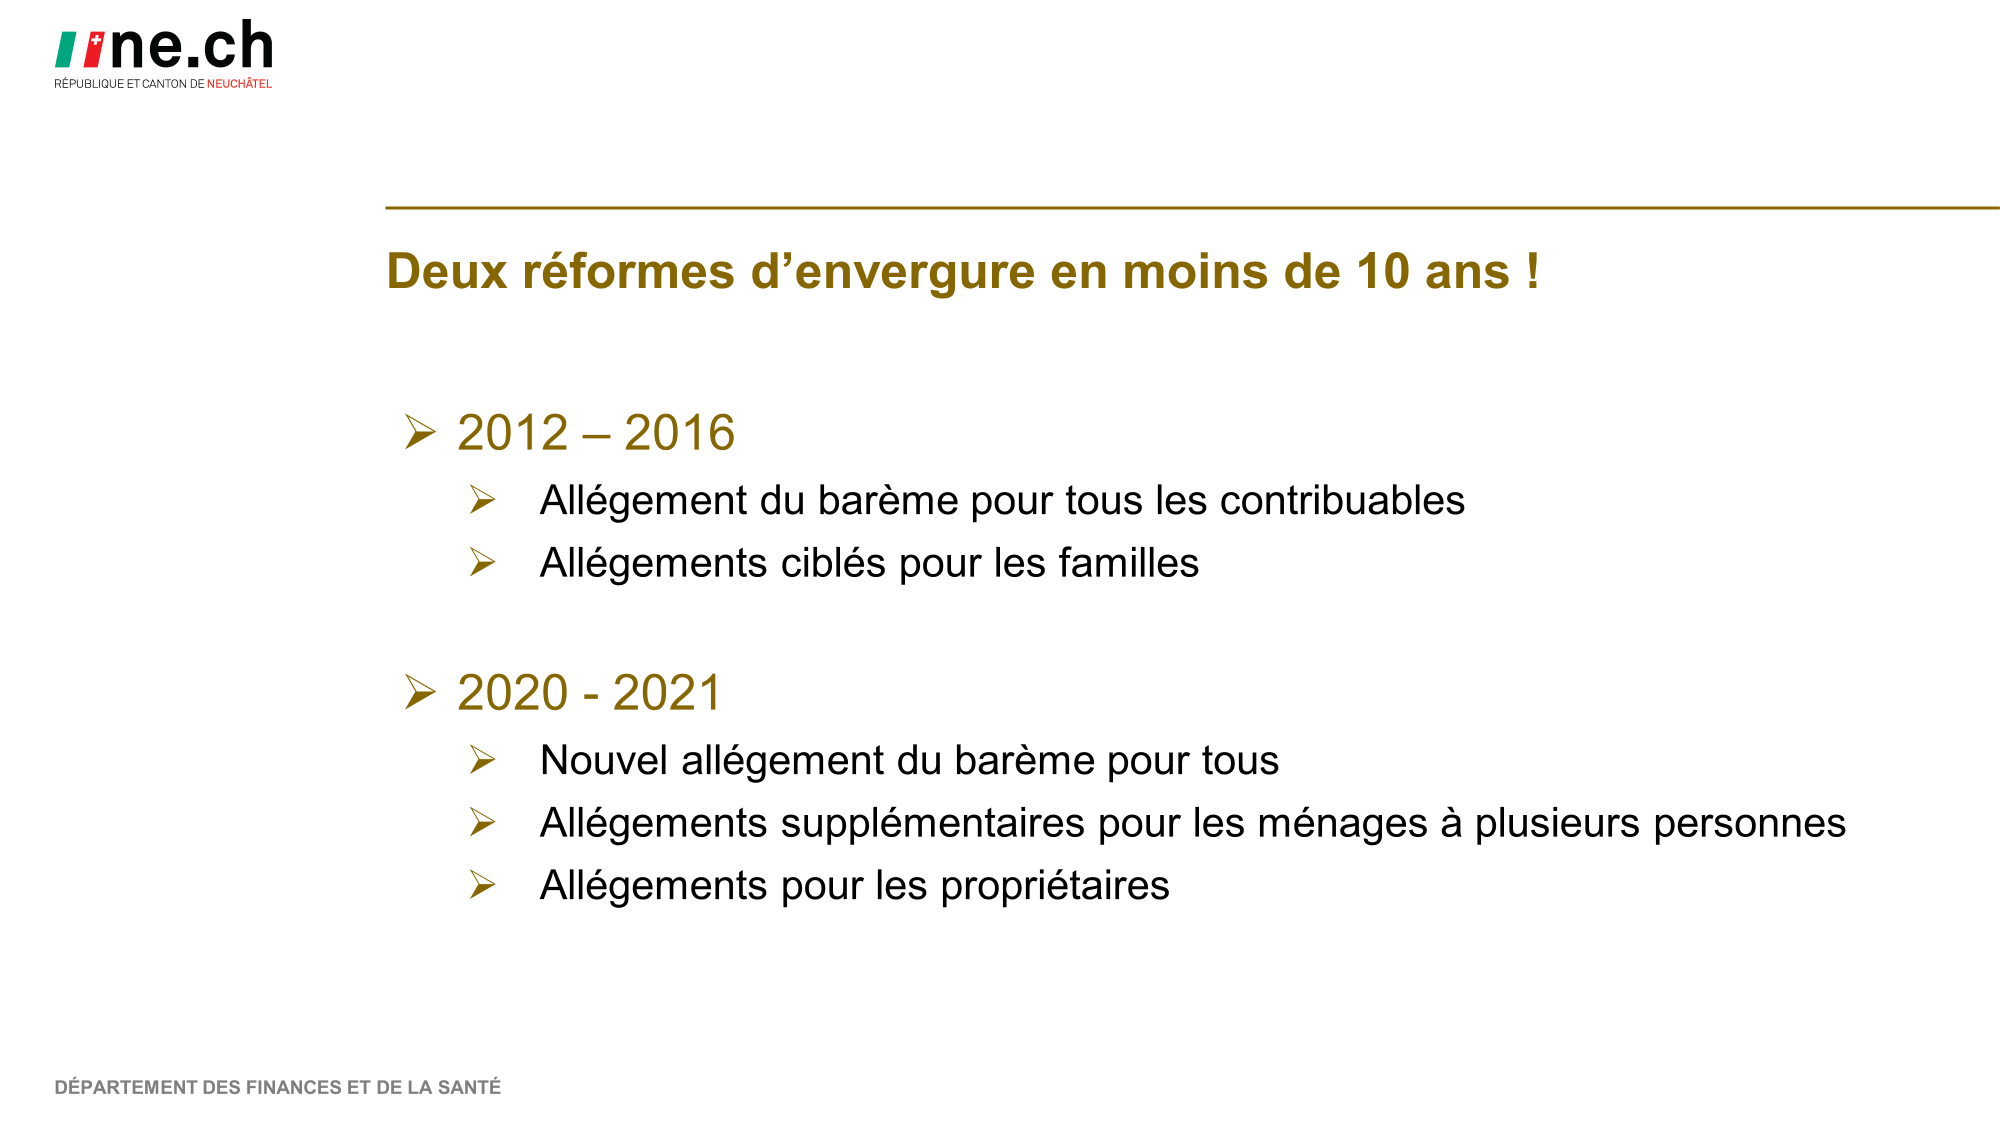 ne.ch
RÉPUBLIQUE ET CANTON DE NEUCHÂTEL
Deux réformes d’envergure en moins de 10 ans !
2012 – 2016
Allégement du barème pour tous les contribuables
Allégements ciblés pour les familles
2020 - 2021
Nouvel allégement du barème pour tous
Allégements supplémentaires pour les ménages à plusieurs personnes
Allégements pour les propriétaires
DÉPARTEMENT DES FINANCES ET DE LA SANTÉ